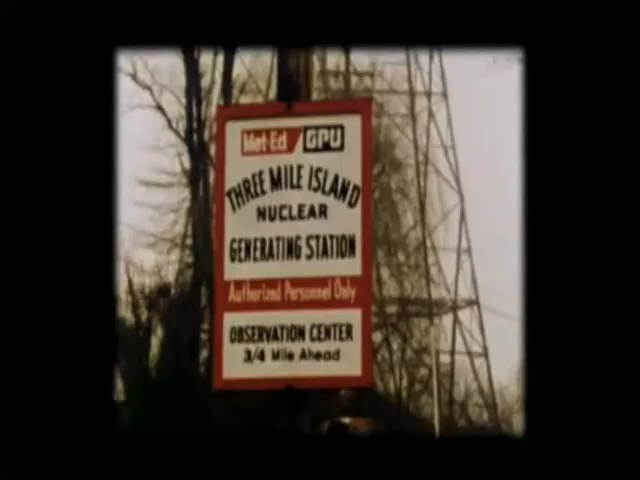 Met-Ed / GPU
THREE MILE ISLAND
NUCLEAR
GENERATING STATION
Authorized Personnel Only
OBSERVATION CENTER
3/4 Mile Ahead